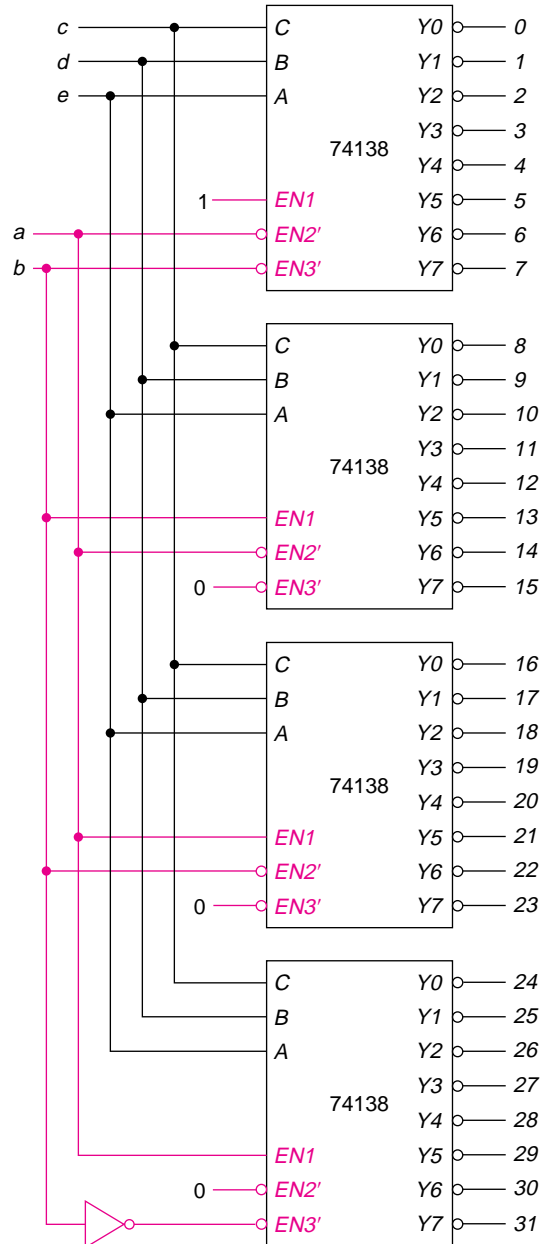 c C Y0 0
d B Y1 1
e A Y2 2
Y3 3
74138
Y4 4
1 EN1 Y5 5
a EN2' Y6 6
b EN3' Y7 7
C Y0 8
B Y1 9
A Y2 10
Y3 11
74138
Y4 12
EN1 Y5 13
EN2' Y6 14
0 EN3' Y7 15
C Y0 16
B Y1 17
A Y2 18
Y3 19
74138
Y4 20
EN1 Y5 21
EN2' Y6 22
0 EN3' Y7 23
C Y0 24
B Y1 25
A Y2 26
Y3 27
74138
Y4 28
EN1 Y5 29
0 EN2' Y6 30
EN3' Y7 31